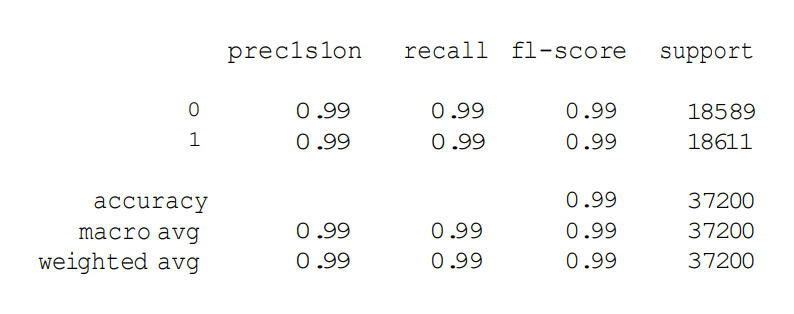 prec1s1on recall fl-score support
0 0.99 0.99 0.99 18589
1 0.99 0.99 0.99 18611
accuracy 0.99 37200
macro avg 0.99 0.99 0.99 37200
weighted avg 0.99 0.99 0.99 37200